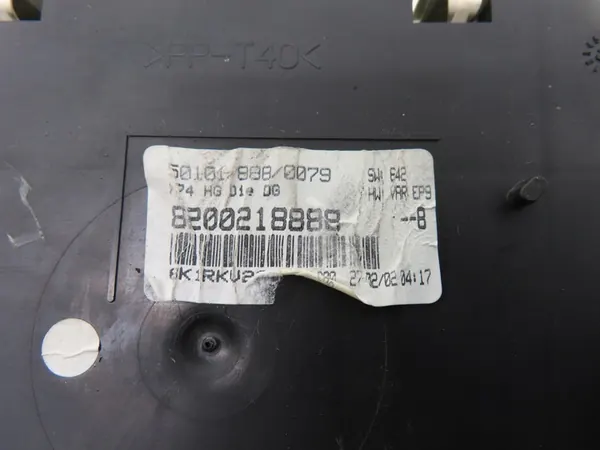 >PP-T40<
50101 888/0079
SW: 642
HG Die DG
HW: VAR EP9
8200218888
--8
27/02/02 04:17